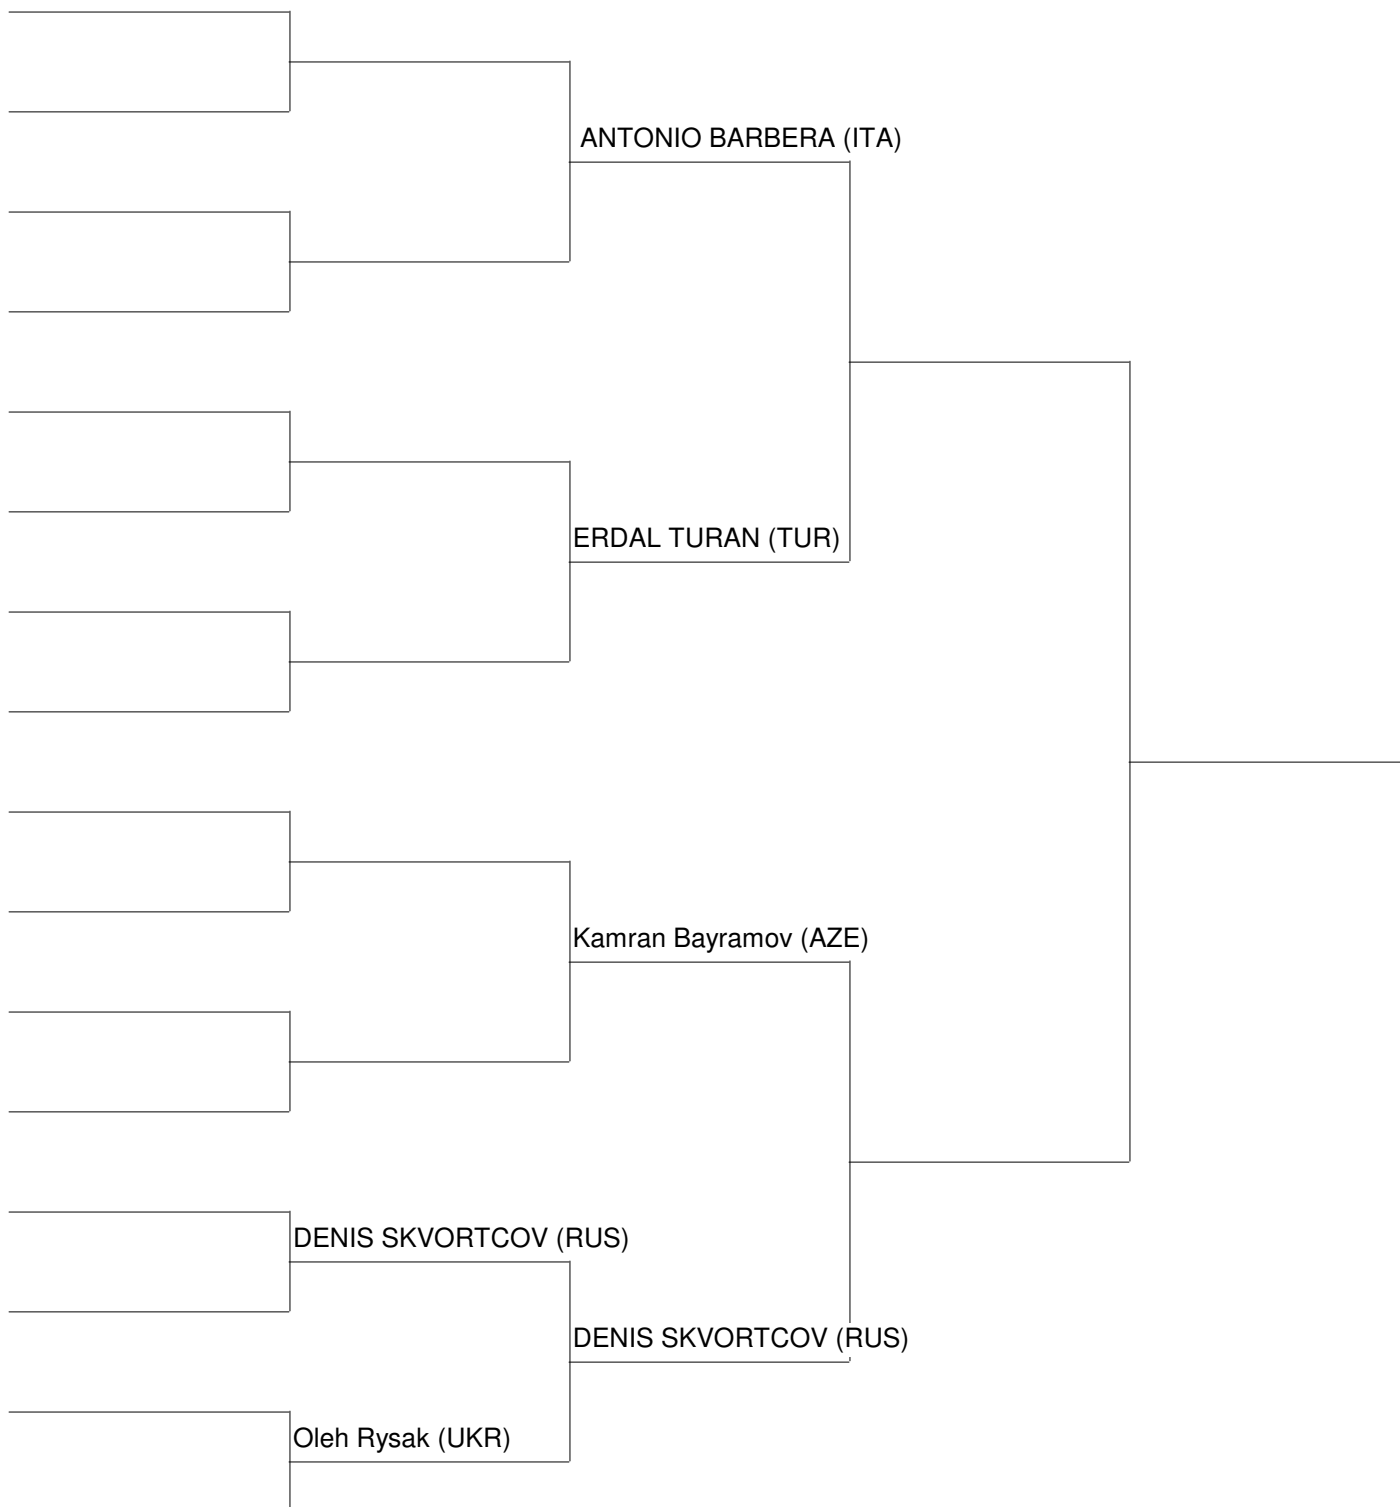 ANTONIO BARBERA (ITA)
ERDAL TURAN (TUR)
Kamran Bayramov (AZE)
DENIS SKVORTCOV (RUS)
DENIS SKVORTCOV (RUS)
Oleh Rysak (UKR)